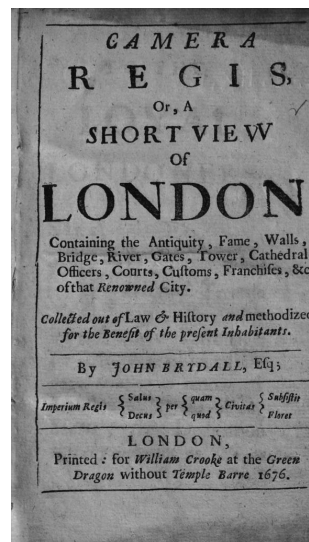 CAMERA
REGIS,
Or, A
SHORT VIEW
OF
LONDON
Containing the Antiquity, Fame, Walls,
Bridge, River, Gates, Tower, Cathedral
Officers, Courts, Cuſtoms, Franchiſes, &c
of that Renowned City.
Collected out of Law & Hiſtory and methodized
for the Benefit of the preſent Inhabitants.
By JOHN BRYDALL, Eſq;
Imperium Regis { Salus } per { quam } Civitas { Subſiſtit
Decus quod Floret
LONDON,
Printed: for William Crooke at the Green
Dragon without Temple Barre 1676.